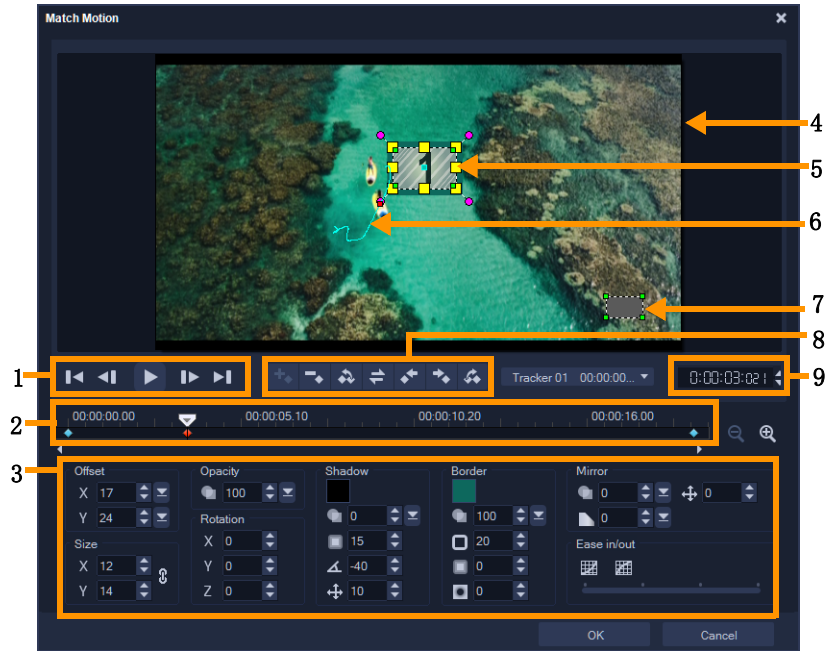 Match Motion
4
1
5
6
7
8
1
Tracker 01 00:00:00...
0:00:03:021
9
2
00:00:00.00 00:00:05.10 00:00:10.20 00:00:16.00
3
Offset Opacity Shadow Border Mirror
X 17 100 0 0
Y 24 0 100 0
Rotation
Size X 0 15 20 Ease in/out
X 12 Y 0 -40 0
Y 14 Z 0 10 0
OK Cancel